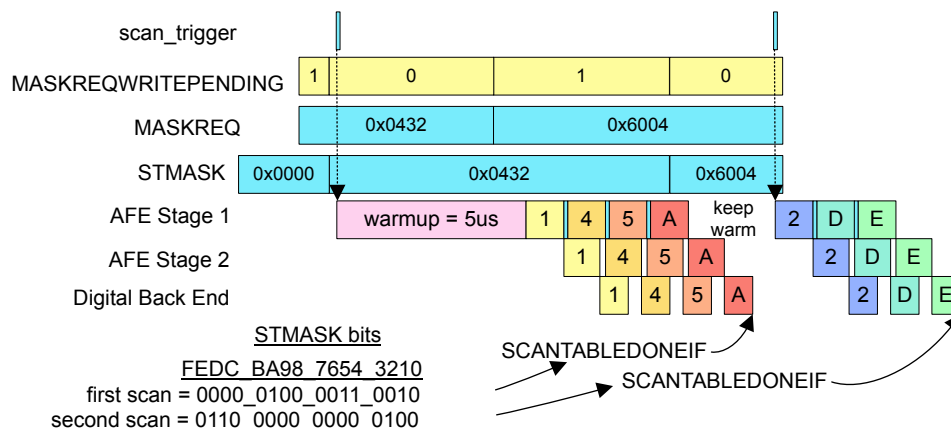 scan_trigger
MASKREQWRITEPENDING 1 0 1 0
MASKREQ 0x0432 0x6004
STMASK 0x0000 0x0432 0x6004
AFE Stage 1 warmup = 5us 1 4 5 A keep warm 2 D E
AFE Stage 2 1 4 5 A 2 D E
Digital Back End 1 4 5 A 2 D E
STMASK bits
SCANTABLEDONEIF
FEDC_BA98_7654_3210
SCANTABLEDONEIF
first scan = 0000_0100_0011_0010
second scan = 0110_0000_0000_0100